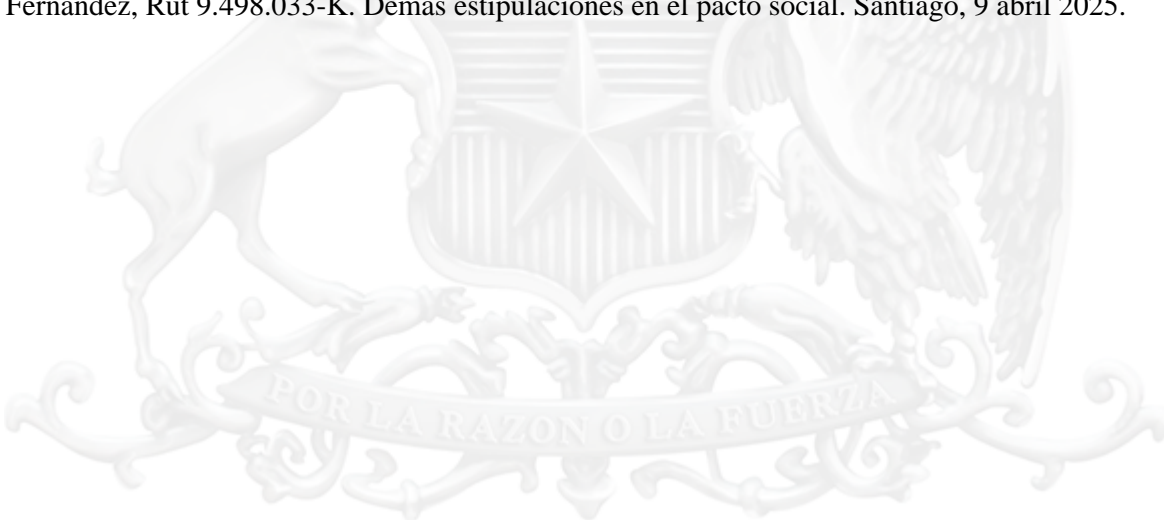 Fernández, Rut 9.498.033-K. Demás estipulaciones en el pacto social. Santiago, 9 abril 2025.
POR LA RAZON O LA FUERZA